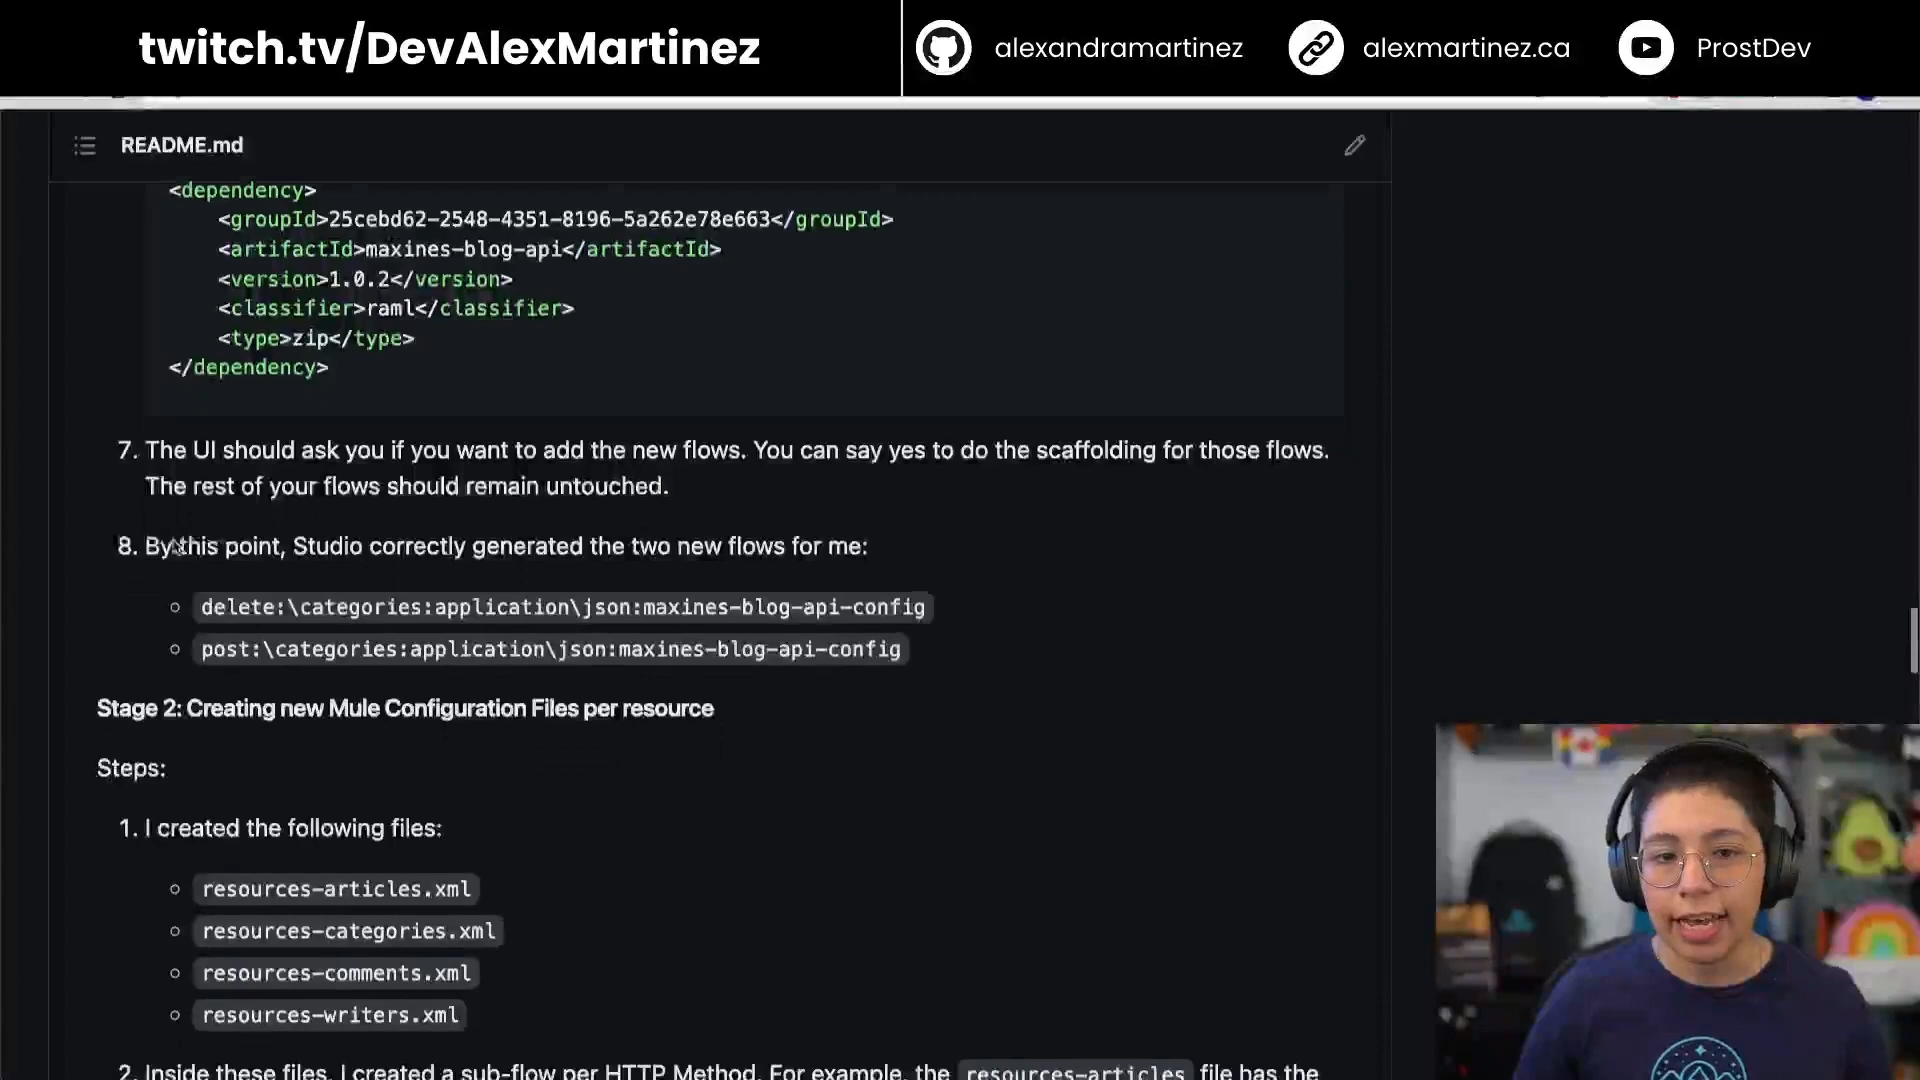 twitch.tv/DevAlexMartinez
alexandramartinez
alexmartinez.ca
ProstDev
README.md
<dependency>
<groupId>25cebd62-2548-4351-8196-5a262e78e663</groupId>
<artifactId>maxines-blog-api</artifactId>
<version>1.0.2</version>
<classifier>raml</classifier>
<type>zip</type>
</dependency>
7. The UI should ask you if you want to add the new flows. You can say yes to do the scaffolding for those flows.
The rest of your flows should remain untouched.
8. By this point, Studio correctly generated the two new flows for me:
delete:\categories:application\json:maxines-blog-api-config
post:\categories:application\json:maxines-blog-api-config
Stage 2: Creating new Mule Configuration Files per resource
Steps:
1. I created the following files:
resources-articles.xml
resources-categories.xml
resources-comments.xml
resources-writers.xml
2. Inside these files, I created a sub-flow per HTTP Method. For example, the resources-articles file has the